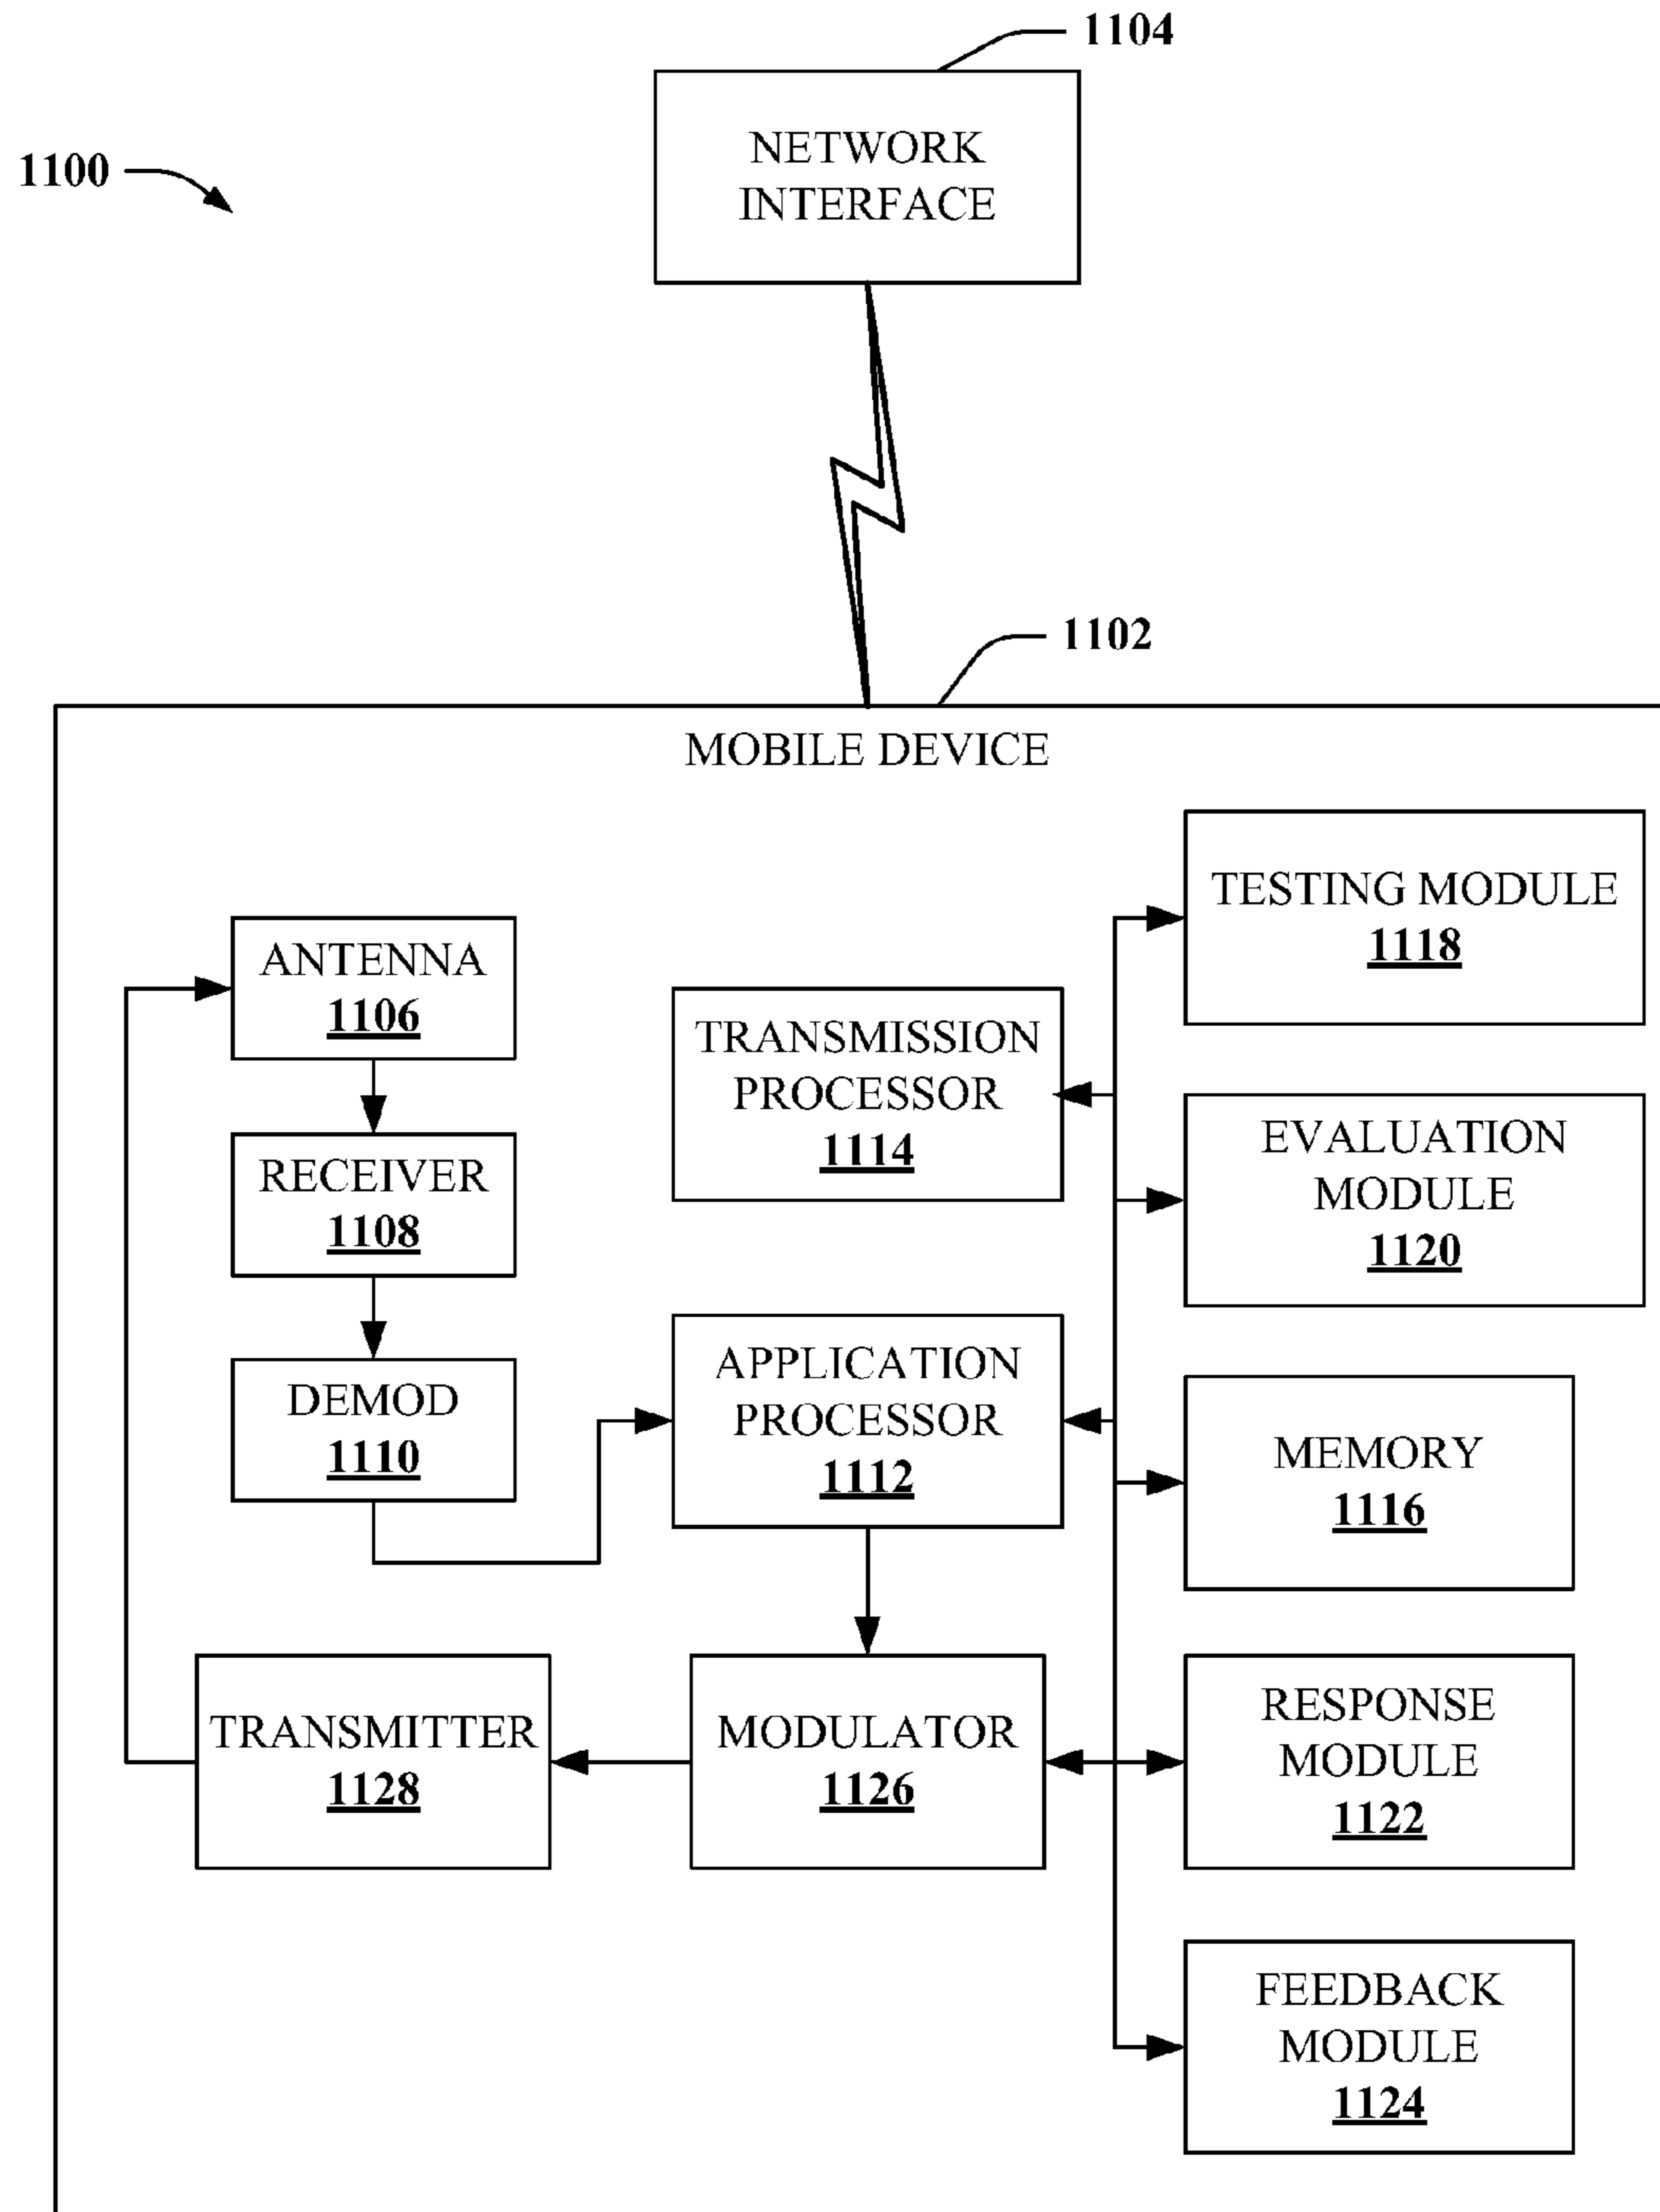 1104
NETWORK
INTERFACE
1100
1102
MOBILE DEVICE
TESTING MODULE
1118
ANTENNA
1106
TRANSMISSION
PROCESSOR
1114
EVALUATION
MODULE
1120
RECEIVER
1108
APPLICATION
PROCESSOR
1112
DEMOD
1110
MEMORY
1116
TRANSMITTER
1128
MODULATOR
1126
RESPONSE
MODULE
1122
FEEDBACK
MODULE
1124